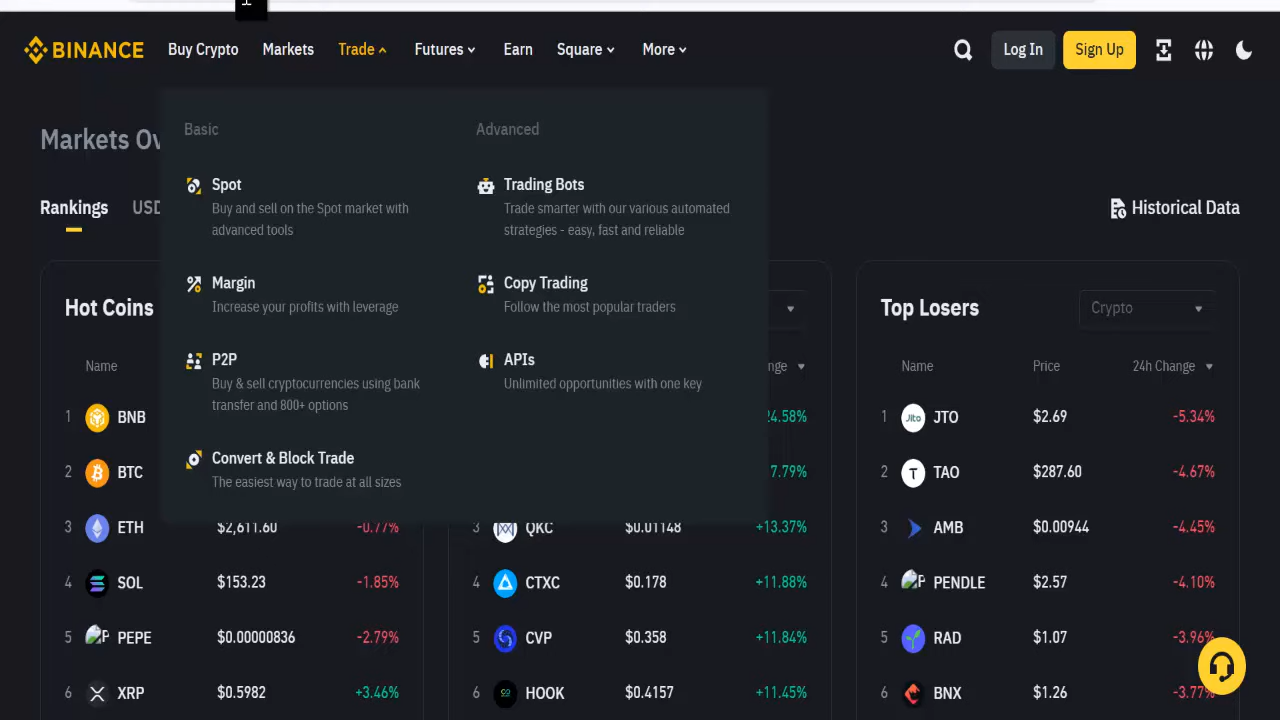 BINANCE Buy Crypto Markets Trade Futures Earn Square More Log In Sign Up
Markets
Rankings USD Historical Data
Basic Advanced
Spot
Buy and sell on the Spot market with
advanced tools
Trading Bots
Trade smarter with our various automated
strategies - easy, fast and reliable
Margin
Increase your profits with leverage
Copy Trading
Follow the most popular traders
P2P
Buy & sell cryptocurrencies using bank
transfer and 800+ options
APIs
Unlimited opportunities with one key
Convert & Block Trade
The easiest way to trade at all sizes
Hot Coins
Name
1 BNB
2 BTC
3 ETH $2,611.60 -0.77%
4 SOL $153.23 -1.85%
5 PEPE $0.00000836 -2.79%
6 XRP $0.5982 +3.46%
nge
24.58%
7.79%
3 QKC $0.01148 +13.37%
4 CTXC $0.178 +11.88%
5 CVP $0.358 +11.84%
6 HOOK $0.4157 +11.45%
Top Losers Crypto
Name Price 24h Change
1 Jito JTO $2.69 -5.34%
2 T TAO $287.60 -4.67%
3 AMB $0.00944 -4.45%
4 PENDLE $2.57 -4.10%
5 RAD $1.07 -3.96%
6 BNX $1.26 -3.77%